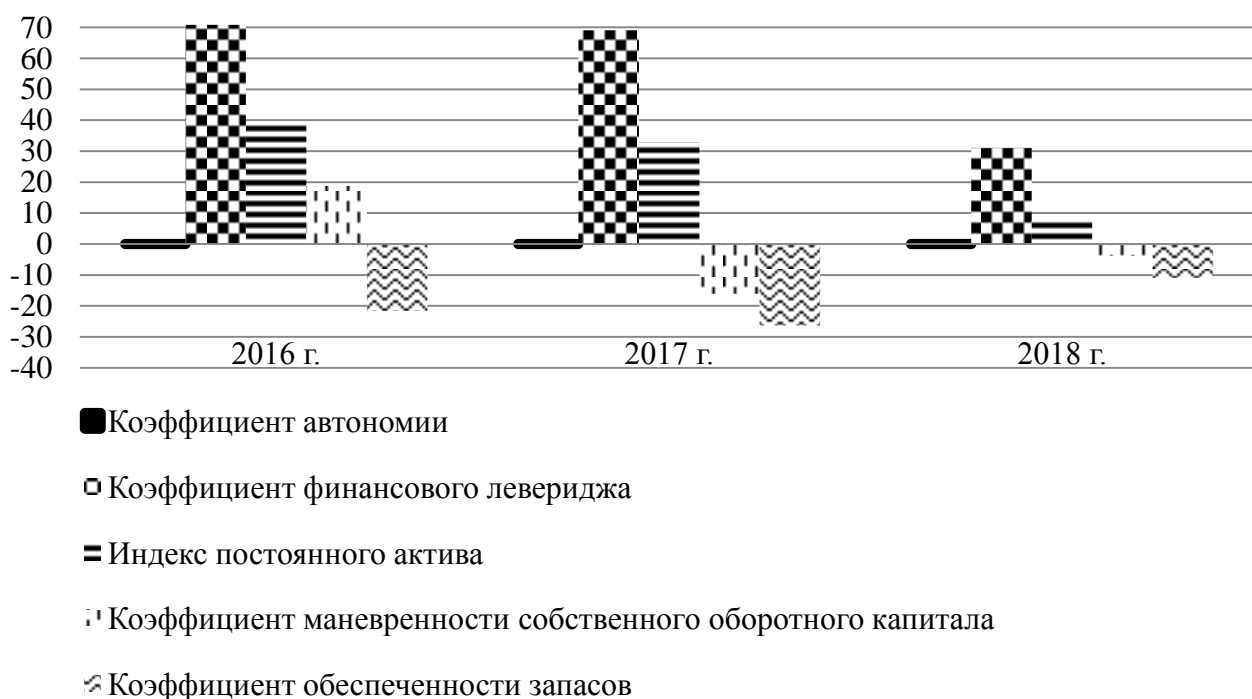 70
60
50
40
30
20
10
0
-10
-20
-30
-40
2016 г. 2017 г. 2018 г.
Коэффициент автономии
Коэффициент финансового левериджа
Индекс постоянного актива
Коэффициент маневренности собственного оборотного капитала
Коэффициент обеспеченности запасов